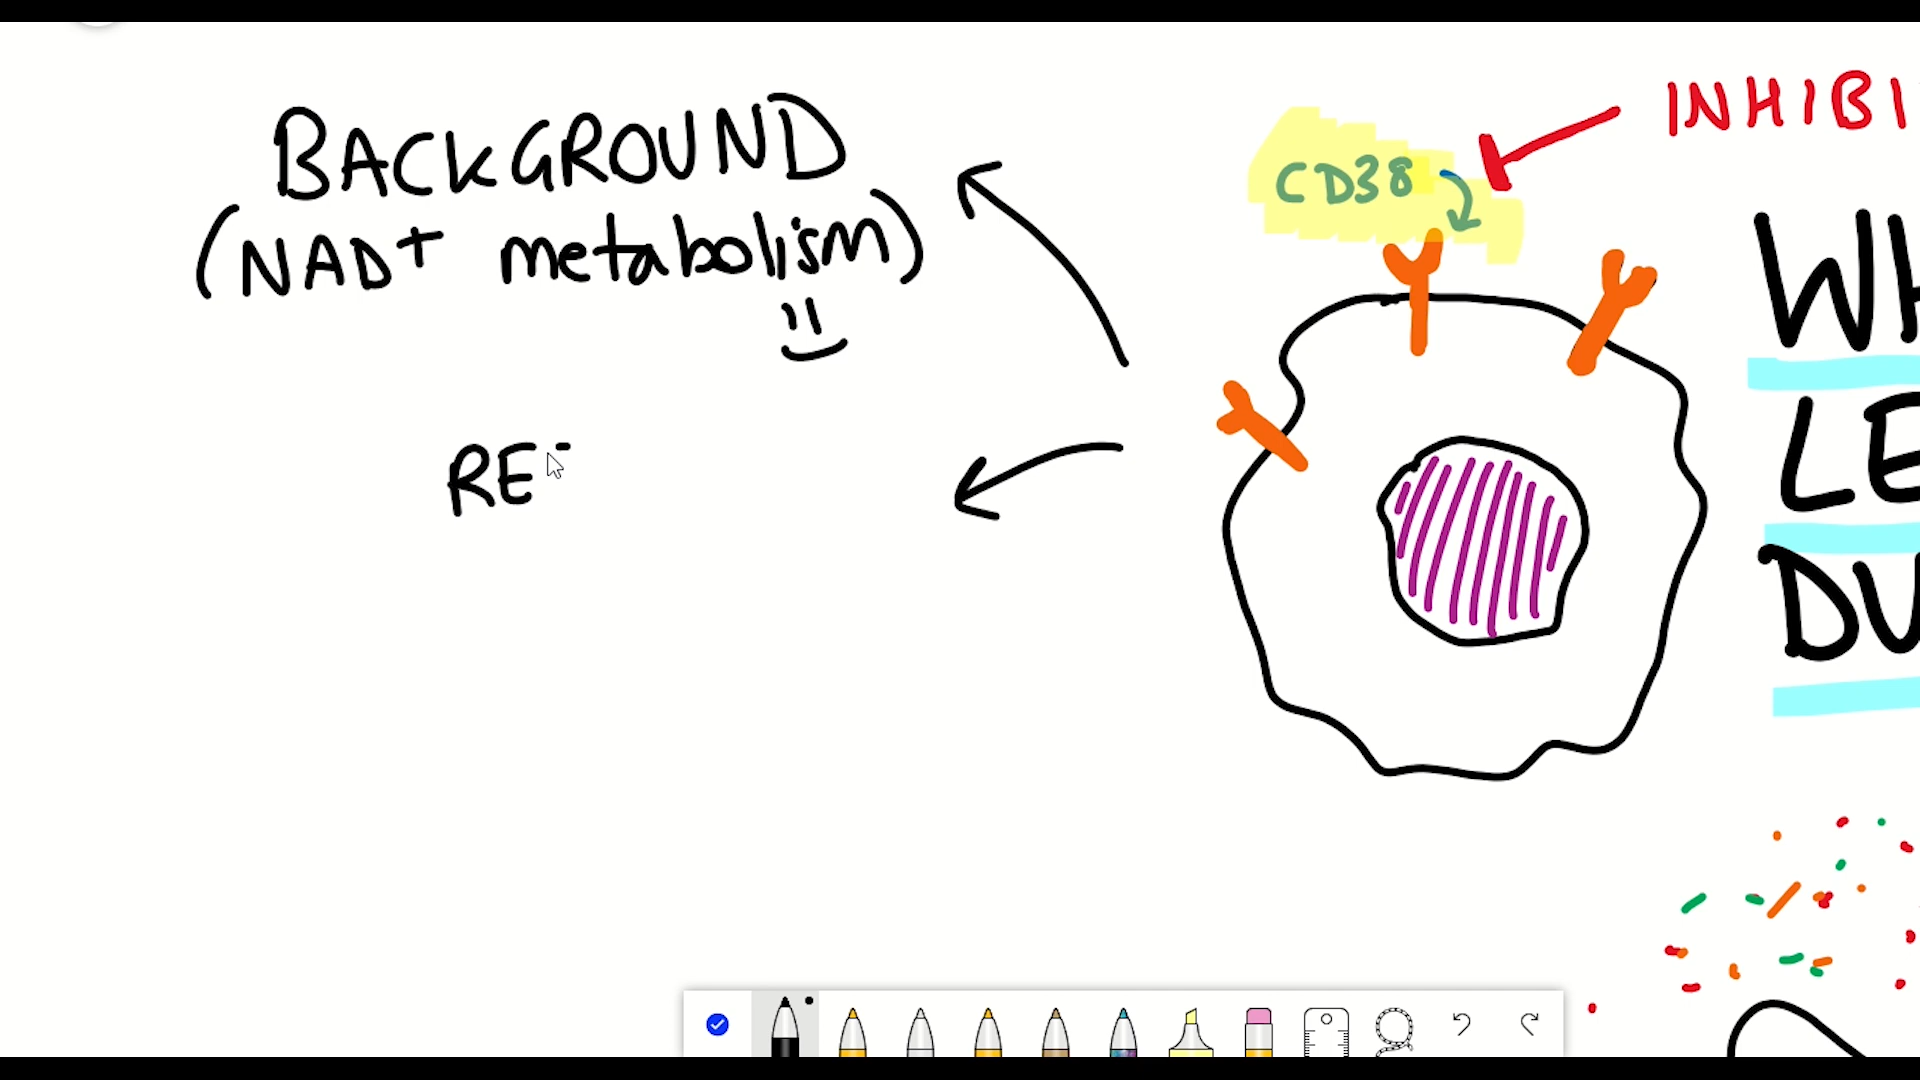 BACKGROUND
(NAD+ metabolism)
RE
CD38
INHIBI
WH
LE
DU